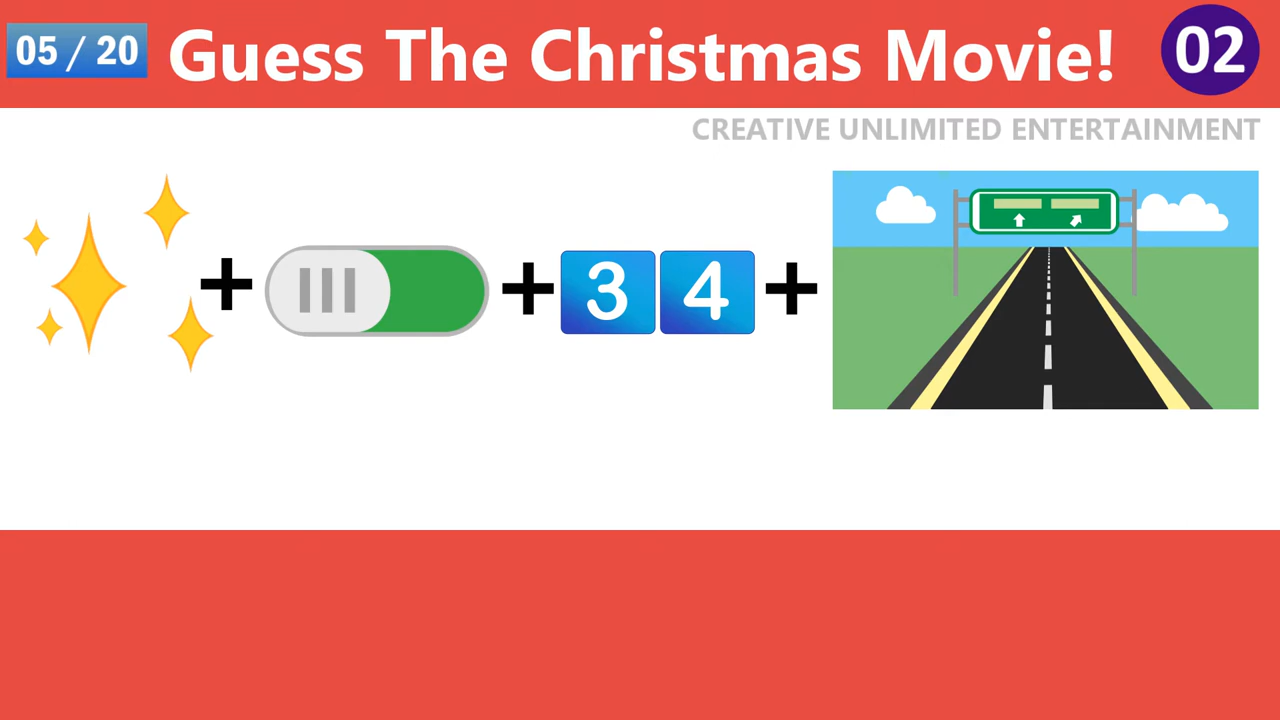 05 / 20
Guess The Christmas Movie!
02
CREATIVE UNLIMITED ENTERTAINMENT
+ + 3 4 +